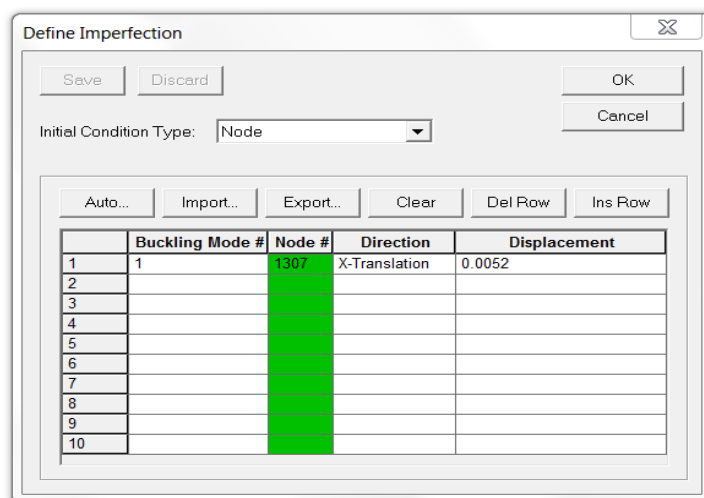 Define Imperfection
Save Discard OK
Cancel
Initial Condition Type: Node
Auto... Import... Export... Clear Del Row Ins Row
Buckling Mode # Node # Direction Displacement
1 1 1307 X-Translation 0.0052
2
3
4
5
6
7
8
9
10